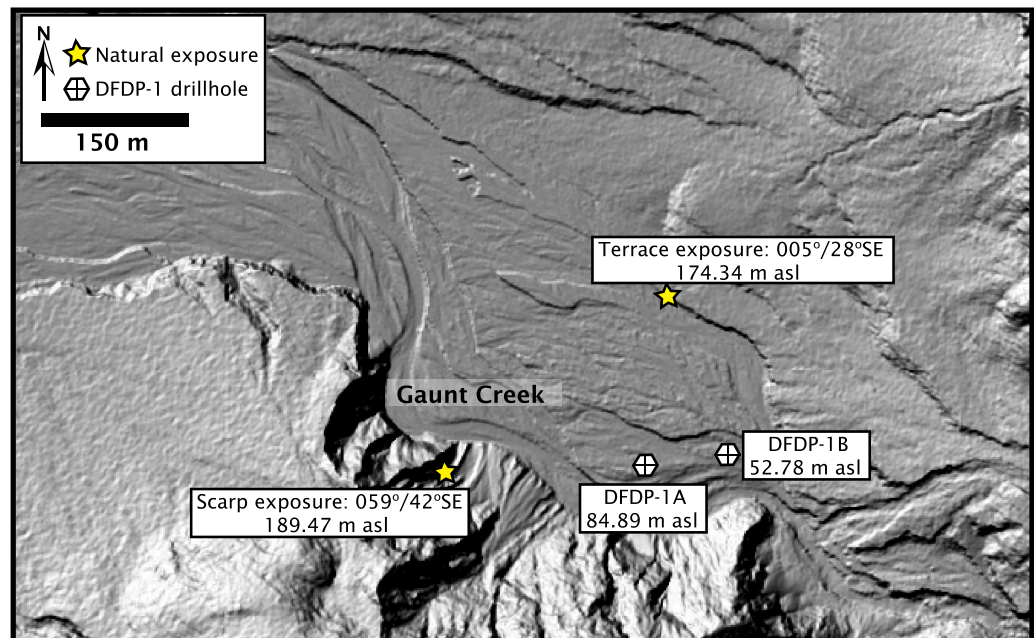 N
Natural exposure
DFDP-1 drillhole
150 m
Terrace exposure: 005º/28ºSE
174.34 m asl
Gaunt Creek
DFDP-1B
52.78 m asl
Scarp exposure: 059º/42ºSE
189.47 m asl
DFDP-1A
84.89 m asl